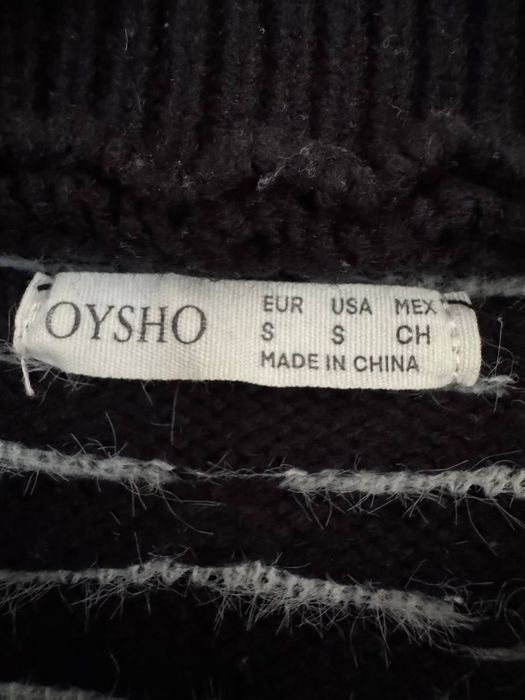 OYSHO
EUR USA MEX
S S CH
MADE IN CHINA